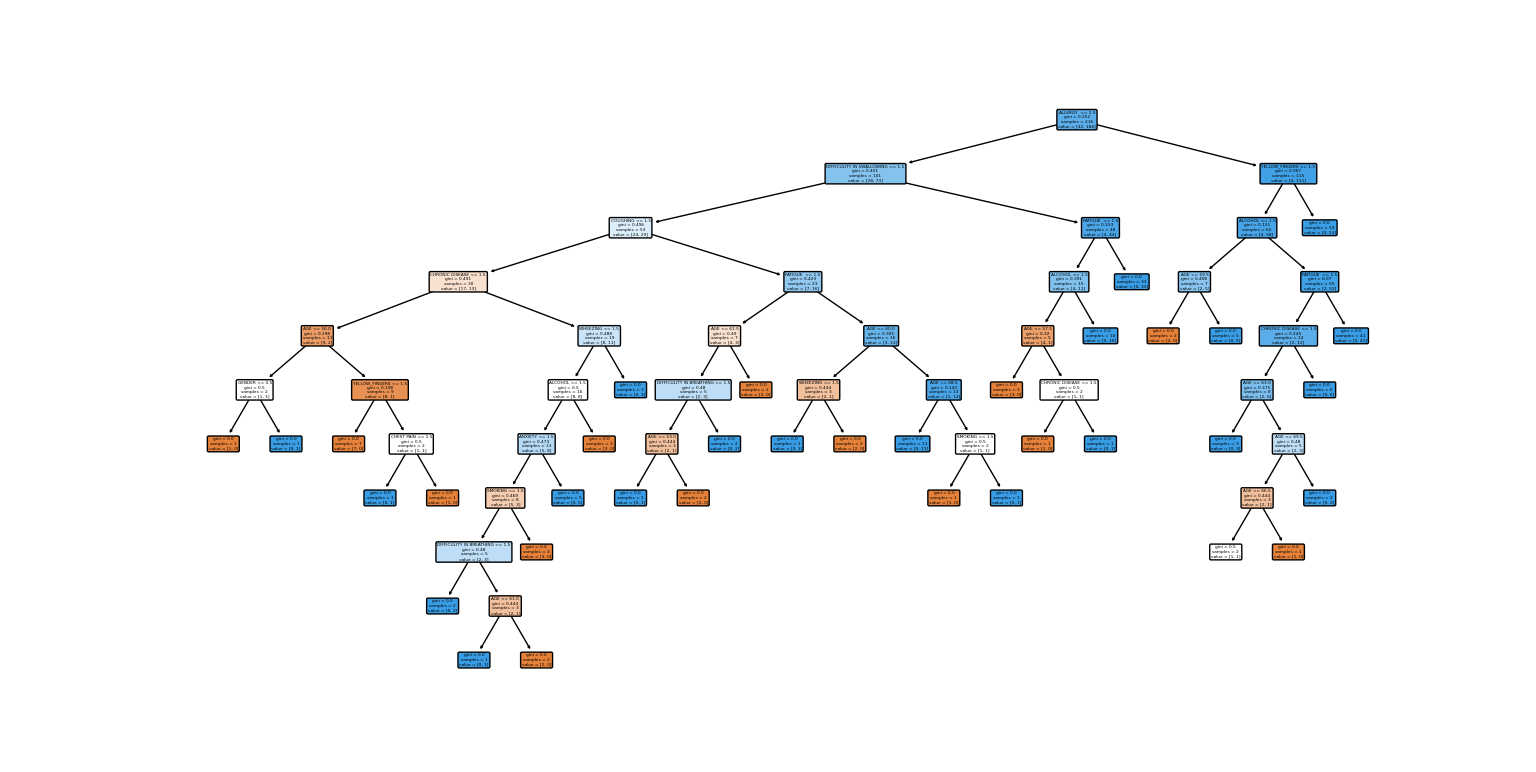 ALLERGY <= 1.5
gini = 0.252
samples = 216
value = [32, 184]
DIFFICULTY IN SWALLOWING <= 1.5
gini = 0.401
samples = 101
value = [28, 73]
YELLOW_FINGERS <= 1.5
gini = 0.067
samples = 115
value = [4, 111]
COUGHING <= 1.5
gini = 0.496
samples = 53
value = [24, 29]
FATIGUE <= 1.5
gini = 0.153
samples = 48
value = [4, 44]
ALCOHOL <= 1.5
gini = 0.121
samples = 62
value = [4, 58]
gini = 0.0
samples = 53
value = [0, 53]
CHRONIC DISEASE <= 1.5
gini = 0.491
samples = 30
value = [17, 13]
FATIGUE <= 1.5
gini = 0.423
samples = 23
value = [7, 16]
ALCOHOL <= 1.5
gini = 0.391
samples = 15
value = [4, 11]
gini = 0.0
samples = 33
value = [0, 33]
AGE <= 59.5
gini = 0.408
samples = 7
value = [2, 5]
FATIGUE <= 1.5
gini = 0.07
samples = 55
value = [2, 53]
AGE <= 56.0
gini = 0.298
samples = 11
value = [9, 2]
WHEEZING <= 1.5
gini = 0.488
samples = 19
value = [8, 11]
AGE <= 61.5
gini = 0.49
samples = 7
value = [4, 3]
AGE <= 60.0
gini = 0.305
samples = 16
value = [3, 13]
AGE <= 57.5
gini = 0.32
samples = 5
value = [4, 1]
gini = 0.0
samples = 10
value = [0, 10]
gini = 0.0
samples = 2
value = [2, 0]
gini = 0.0
samples = 5
value = [0, 5]
CHRONIC DISEASE <= 1.5
gini = 0.245
samples = 14
value = [2, 12]
gini = 0.0
samples = 41
value = [0, 41]
GENDER <= 0.5
gini = 0.5
samples = 2
value = [1, 1]
YELLOW_FINGERS <= 1.5
gini = 0.198
samples = 9
value = [8, 1]
ALCOHOL <= 1.5
gini = 0.5
samples = 16
value = [8, 8]
gini = 0.0
samples = 3
value = [0, 3]
DIFFICULTY IN BREATHING <= 1.5
gini = 0.48
samples = 5
value = [2, 3]
gini = 0.0
samples = 2
value = [2, 0]
WHEEZING <= 1.5
gini = 0.444
samples = 3
value = [2, 1]
AGE <=
gini = 0.142
samples = 13
value = [1, 12]
gini = 0.0
samples = 3
value = [3, 0]
CHRONIC DISEASE <= 1.5
gini = 0.5
samples = 2
value = [1, 1]
AGE <=
gini = 0.375
samples = 8
value = [2, 6]
gini = 0.0
samples = 6
value = [0, 6]
gini = 0.0
samples = 1
value = [1, 0]
gini = 0.0
samples = 1
value = [0, 1]
gini = 0.0
samples = 7
value = [7, 0]
CHEST PAIN <= 1.5
gini = 0.5
samples = 2
value = [1, 1]
ANXIETY <= 1.5
gini = 0.473
samples = 13
value = [5, 8]
gini = 0.0
samples = 3
value = [3, 0]
AGE <= 53.0
gini = 0.444
samples = 3
value = [2, 1]
gini = 0.0
samples = 2
value = [0, 2]
gini = 0.0
samples = 1
value = [0, 1]
gini = 0.0
samples = 2
value = [2, 0]
gini = 0.0
samples = 11
value = [0, 11]
SMOKING <= 1.5
gini = 0.5
samples = 2
value = [1, 1]
gini = 0.0
samples = 1
value = [1, 0]
gini = 0.0
samples = 1
value = [0, 1]
gini = 0.0
samples = 3
value = [0, 3]
AGE <= 69.5
gini = 0.48
samples = 5
value = [2, 3]
gini = 0.0
samples = 1
value = [0, 1]
gini = 0.0
samples = 1
value = [1, 0]
SMOKING <= 1.5
gini = 0.469
samples = 8
value = [5, 3]
gini = 0.0
samples = 5
value = [0, 5]
gini = 0.0
samples = 1
value = [0, 1]
gini = 0.0
samples = 2
value = [2, 0]
gini = 0.0
samples = 1
value = [1, 0]
gini = 0.0
samples = 1
value = [0, 1]
AGE <= 66.5
gini = 0.444
samples = 3
value = [2, 1]
gini = 0.0
samples = 2
value = [0, 2]
DIFFICULTY IN BREATHING <= 1.5
gini = 0.48
samples = 5
value = [2, 3]
gini = 0.0
samples = 3
value = [3, 0]
gini = 0.5
samples = 2
value = [1, 1]
gini = 0.0
samples = 1
value = [1, 0]
gini = 0.0
samples = 2
value = [0, 2]
AGE <= 61.0
gini = 0.444
samples = 3
value = [2, 1]
gini = 0.0
samples = 1
value = [0, 1]
gini = 0.0
samples = 2
value = [2, 0]